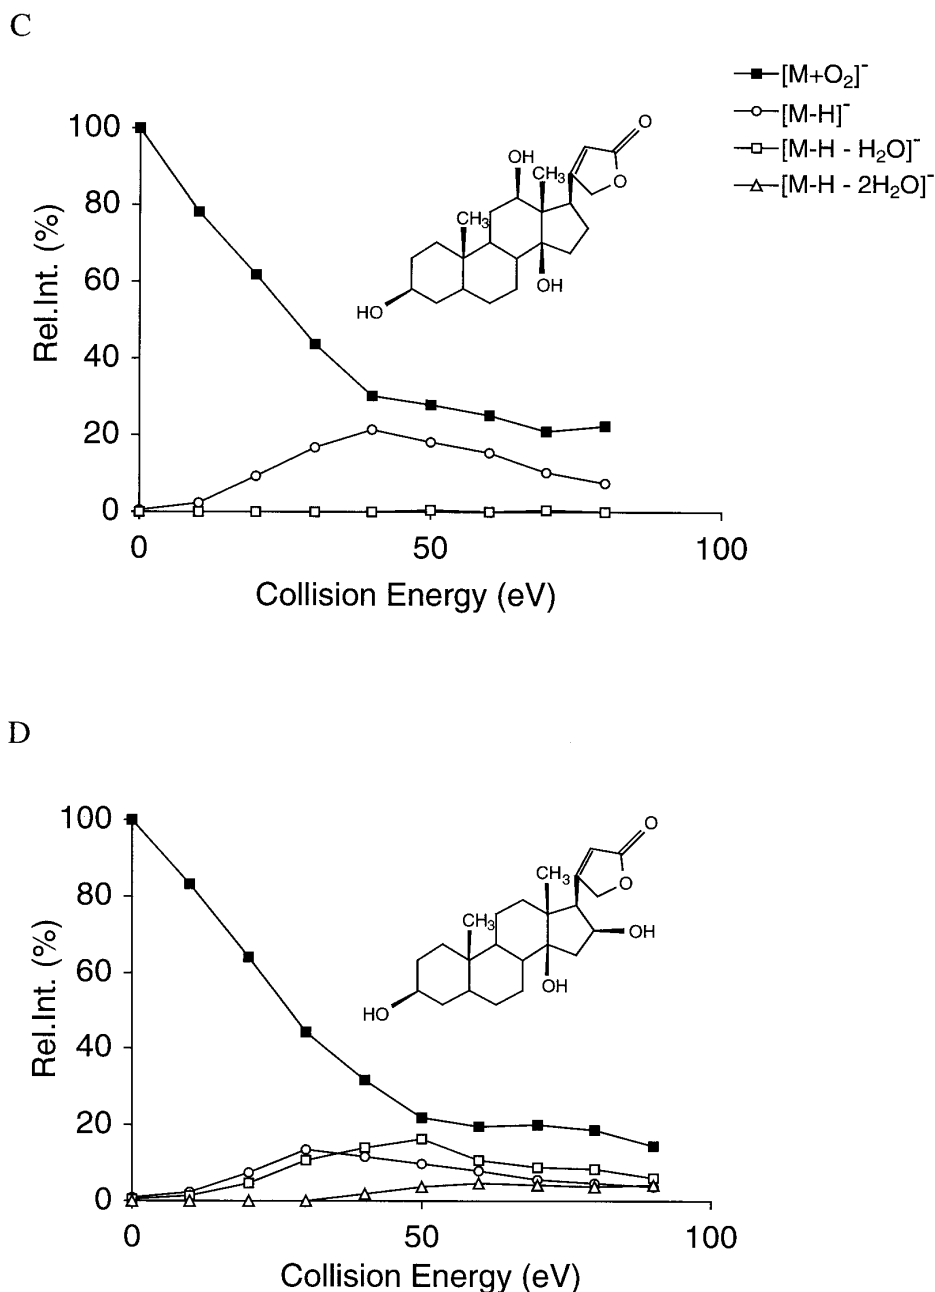 C
[M+O₂]⁻
[M-H]⁻
[M-H - H₂O]⁻
[M-H - 2H₂O]⁻
100
80
60
40
20
0
Rel.Int. (%)
0
50
100
Collision Energy (eV)
O
OH
CH₃
O
CH₃
OH
HO
D
100
80
60
40
20
0
Rel.Int. (%)
0
50
100
Collision Energy (eV)
O
CH₃
O
CH₃
OH
OH
HO